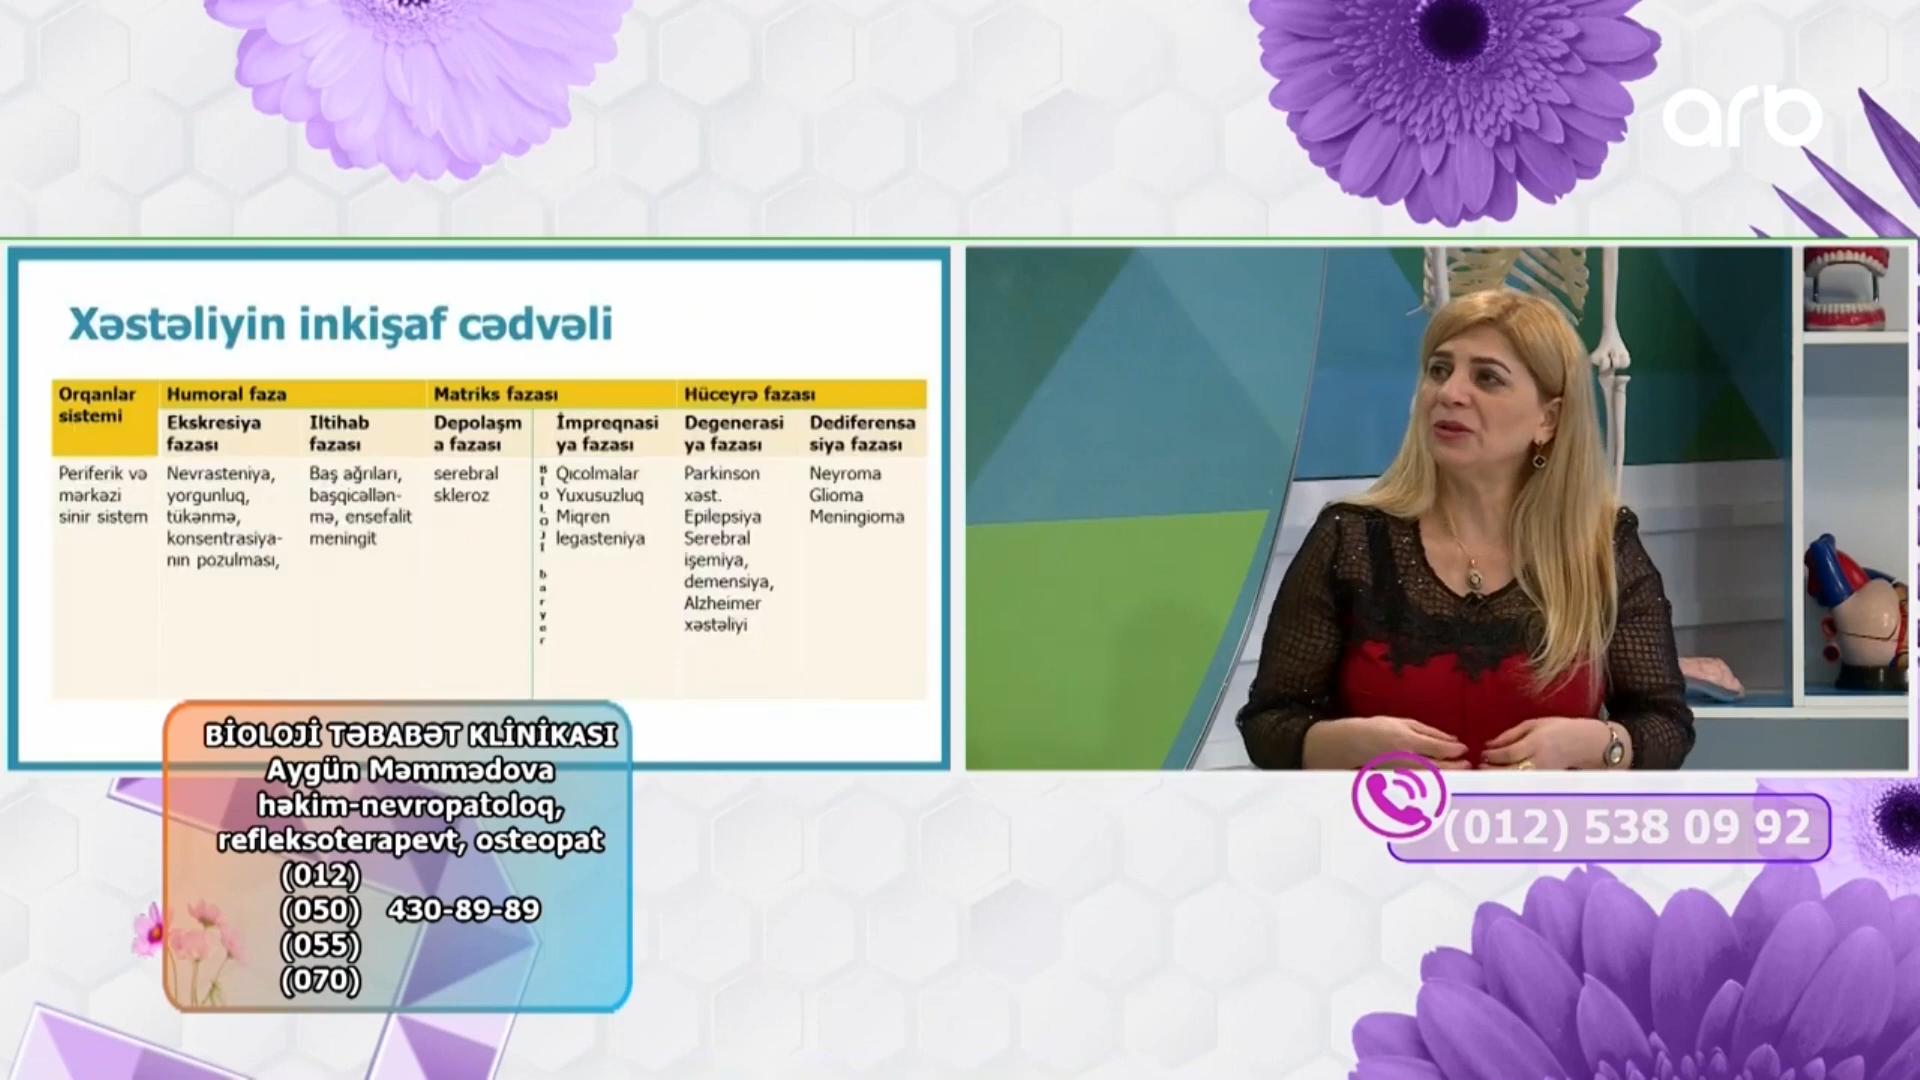 arb
Xəstəliyin inkişaf cədvəli
Orqanlar sistemi
Humoral faza
Matriks fazası
Hüceyrə fazası
Ekskresiya fazası
Iltihab fazası
Depolaşm
a fazası
İmpreqnasi
ya fazası
Degenerasi
ya fazası
Dediferensa
siya fazası
Periferik və
mərkəzi
sinir sistem
Nevrasteniya,
yorgunluq,
tükənmə,
konsentrasiya-
nın pozulması,
Baş ağrıları,
başqicəllən-
mə, ensefalit
meningit
serebral
skleroz
Bioloji baryer
Qıcolmalar
Yuxusuzluq
Miqren
legasteniya
Parkinson
xəst.
Epilepsiya
Serebral
işemiya,
demensiya,
Alzheimer
xəstəliyi
Neyroma
Glioma
Meningioma
BİOLOJİ TƏBABƏT KLİNİKASI
Aygün Məmmədova
həkim-nevropatoloq,
refleksoterapevt, osteopat
(012)
(050) 430-89-89
(055)
(070)
(012) 538 09 92